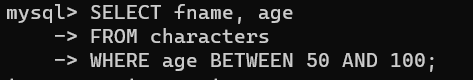 mysql> SELECT fname, age
    -> FROM characters
    -> WHERE age BETWEEN 50 AND 100;